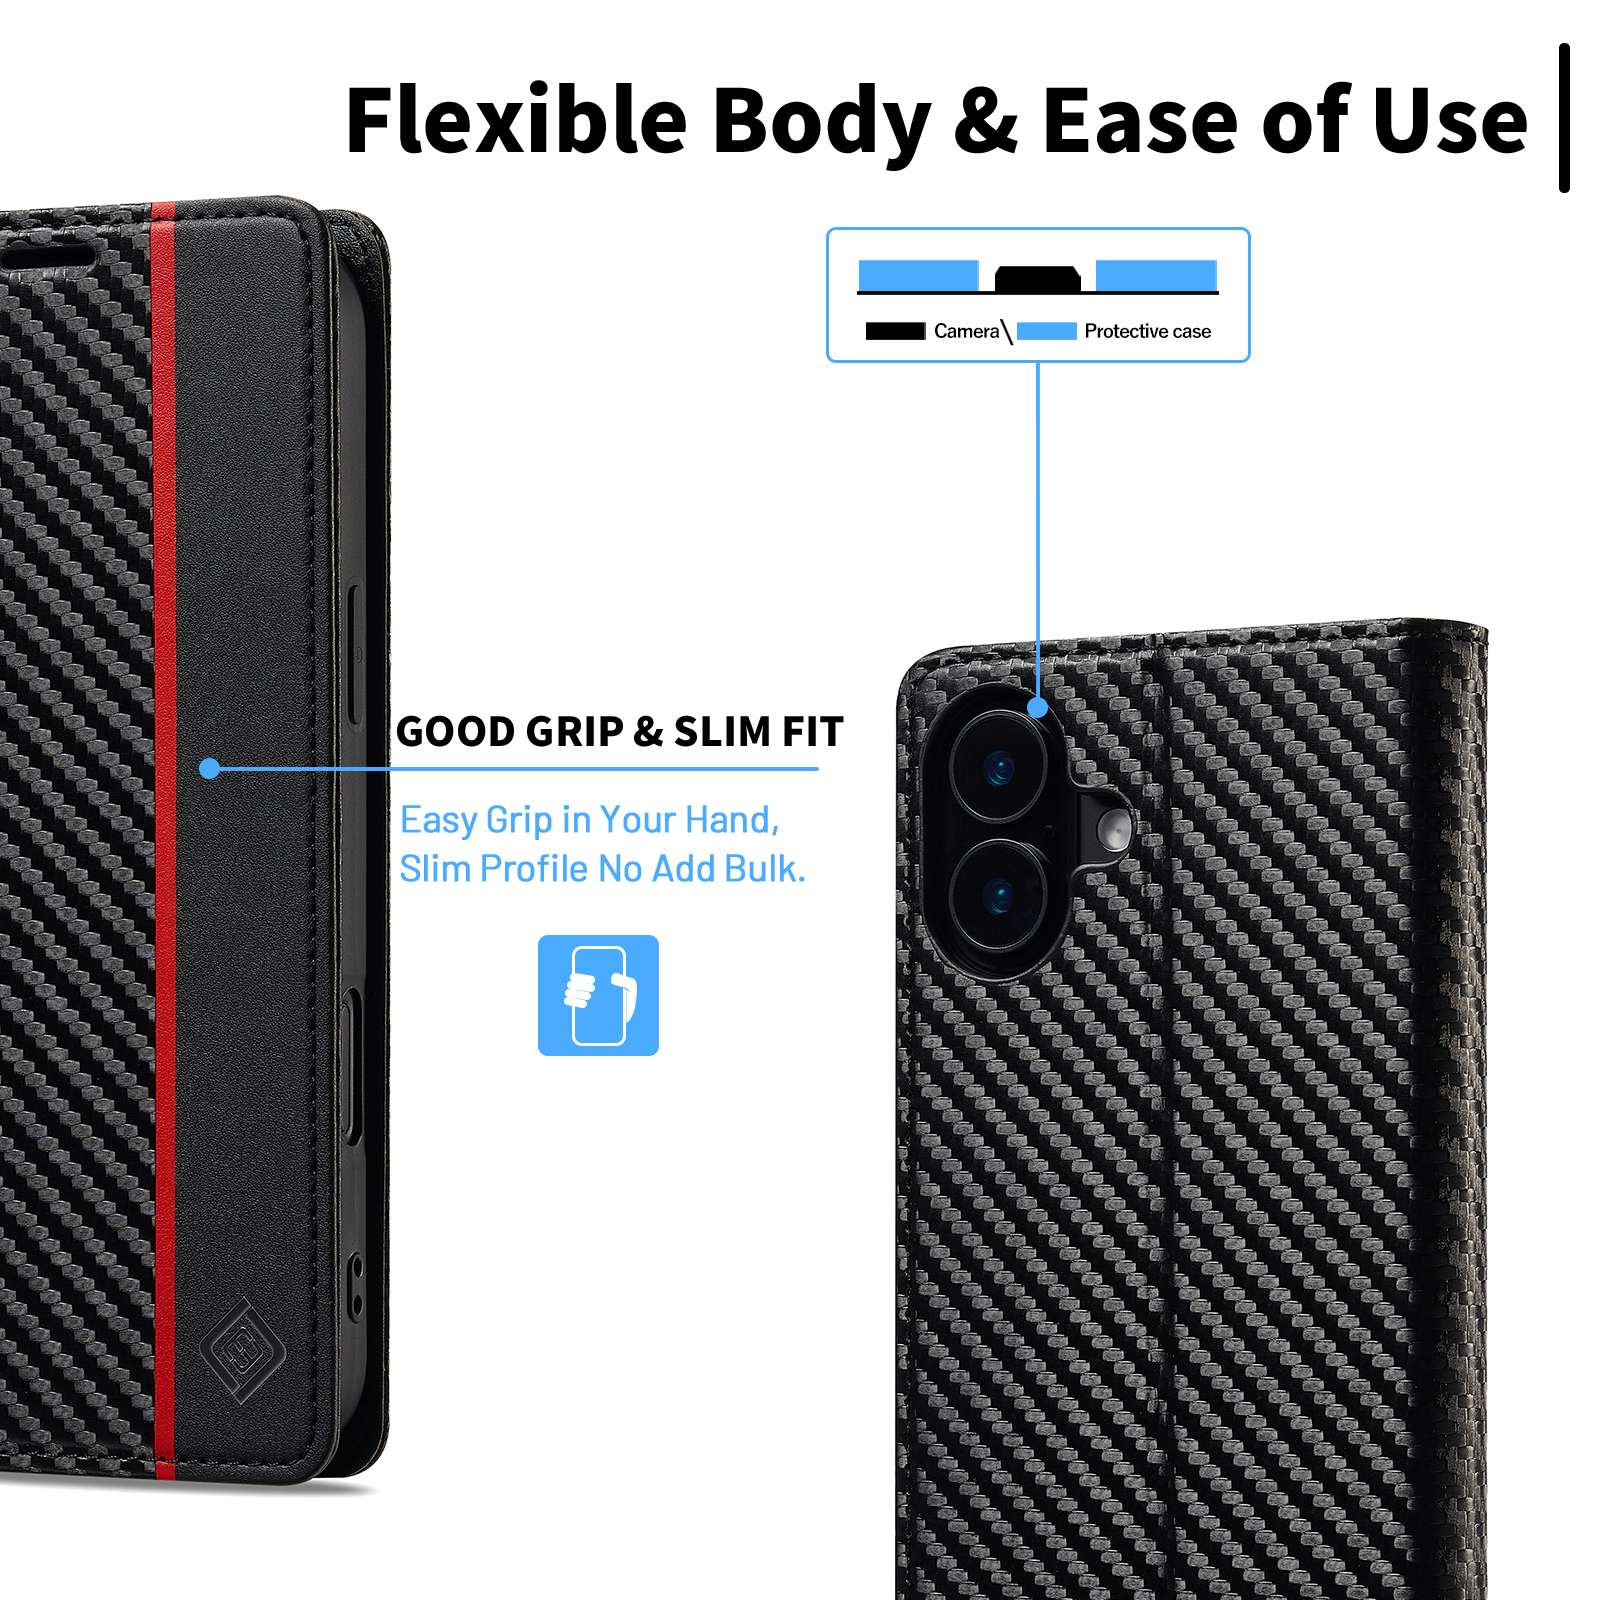 Flexible Body & Ease of Use
Camera\ Protective case
GOOD GRIP & SLIM FIT
Easy Grip in Your Hand,
Slim Profile No Add Bulk.